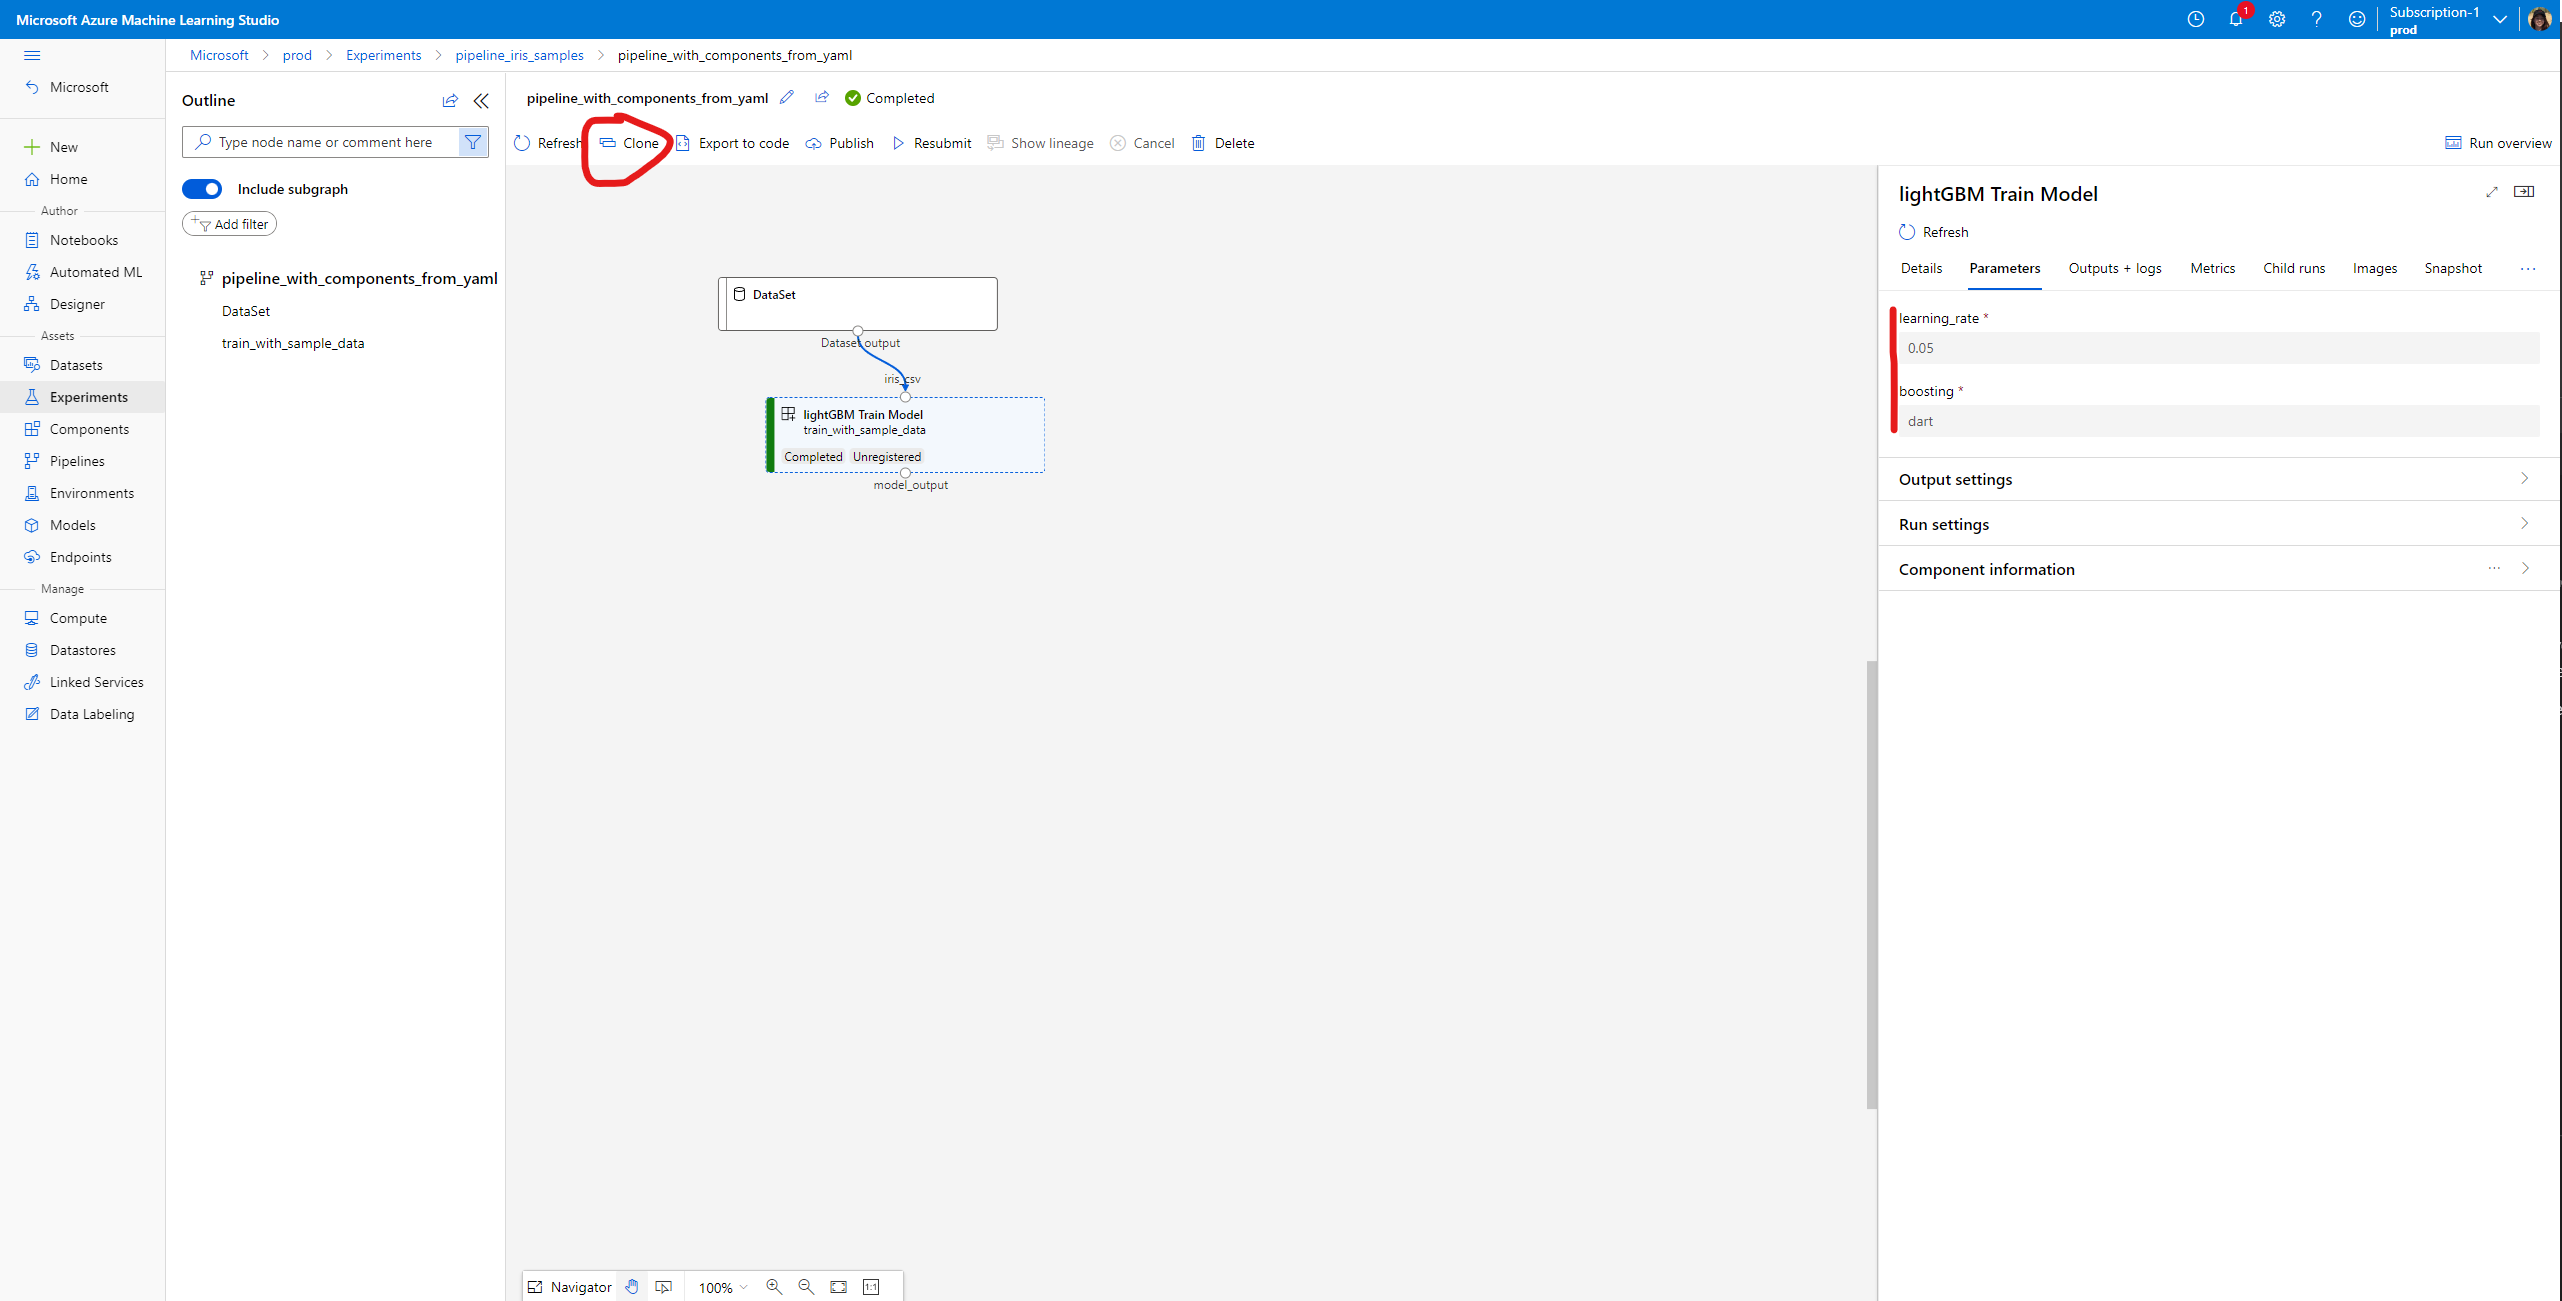 Microsoft Azure Machine Learning Studio
1
Subscription-1
prod
Microsoft
New
Home
Author
Notebooks
Automated ML
Designer
Assets
Datasets
Experiments
Components
Pipelines
Environments
Models
Endpoints
Manage
Compute
Datastores
Linked Services
Data Labeling
Microsoft > prod > Experiments > pipeline_iris_samples > pipeline_with_components_from_yaml
Outline
Type node name or comment here
Include subgraph
Add filter
pipeline_with_components_from_yaml
DataSet
train_with_sample_data
pipeline_with_components_from_yaml Completed
Refresh Clone Export to code Publish Resubmit Show lineage Cancel Delete Run overview
DataSet
Dataset output
iris_csv
lightGBM Train Model
train_with_sample_data
Completed Unregistered
model_output
Navigator 100% 1:1
lightGBM Train Model
Refresh
Details Parameters Outputs + logs Metrics Child runs Images Snapshot ...
learning_rate *
0.05
boosting *
dart
Output settings
Run settings
Component information ...